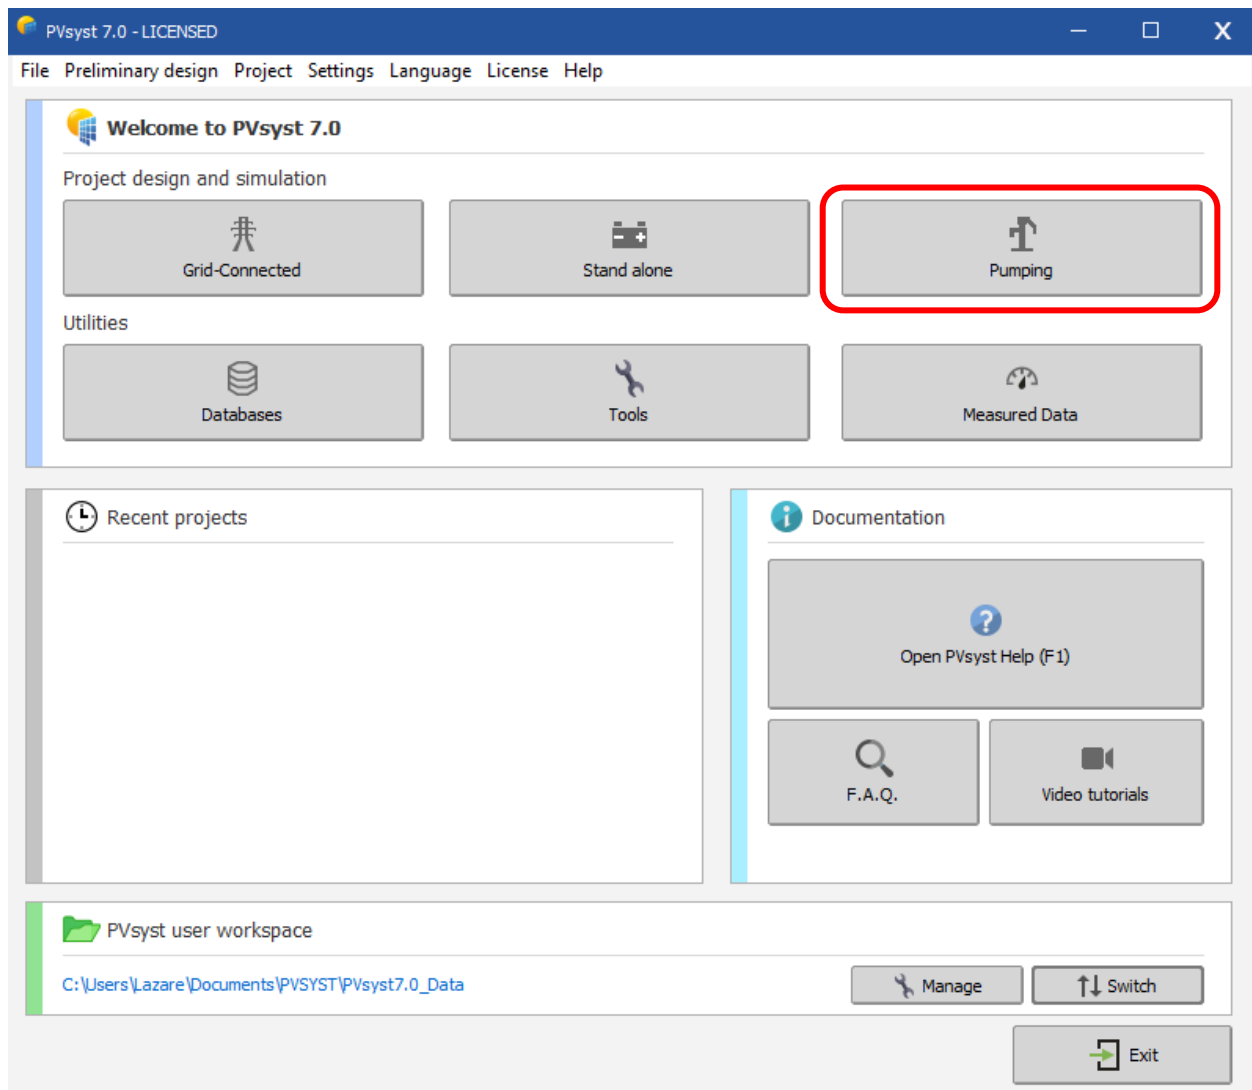 PVsyst 7.0 - LICENSED
File Preliminary design Project Settings Language License Help
Welcome to PVsyst 7.0
Project design and simulation
Grid-Connected
Stand alone
Pumping
Utilities
Databases
Tools
Measured Data
Recent projects
Documentation
Open PVsyst Help (F1)
F.A.Q.
Video tutorials
PVsyst user workspace
C:\Users\Lazare\Documents\PVSYST\PVsyst7.0_Data
Manage
Switch
Exit